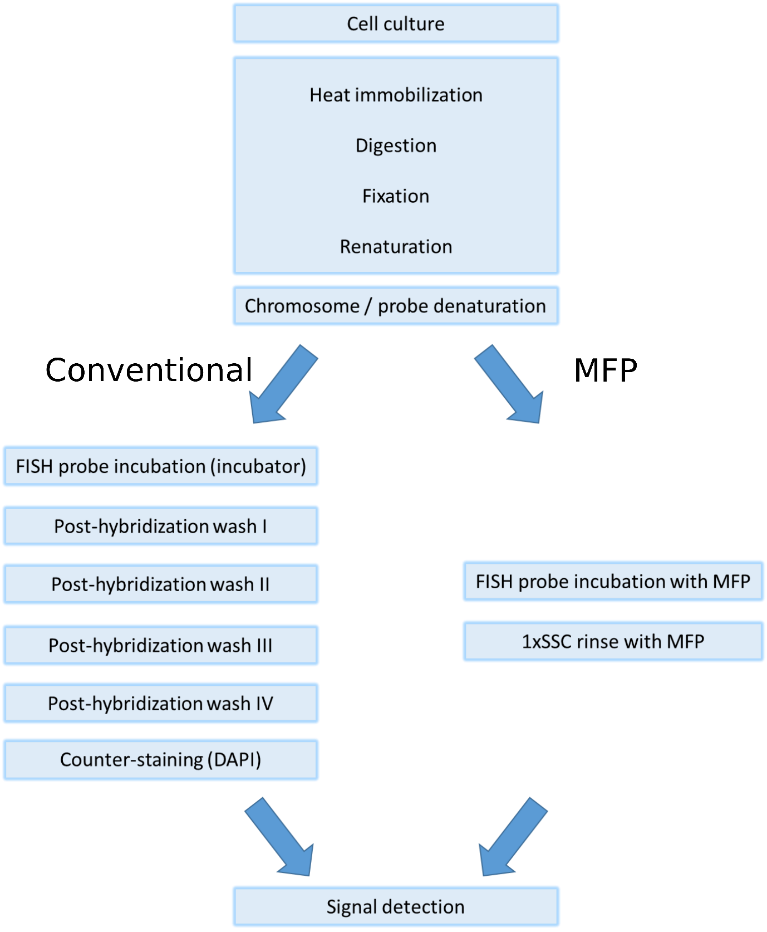 Cell culture
Heat immobilization
Digestion
Fixation
Renaturation
Chromosome / probe denaturation
Conventional
MFP
FISH probe incubation (incubator)
Post-hybridization wash I
Post-hybridization wash II
Post-hybridization wash III
Post-hybridization wash IV
Counter-staining (DAPI)
FISH probe incubation with MFP
1xSSC rinse with MFP
Signal detection